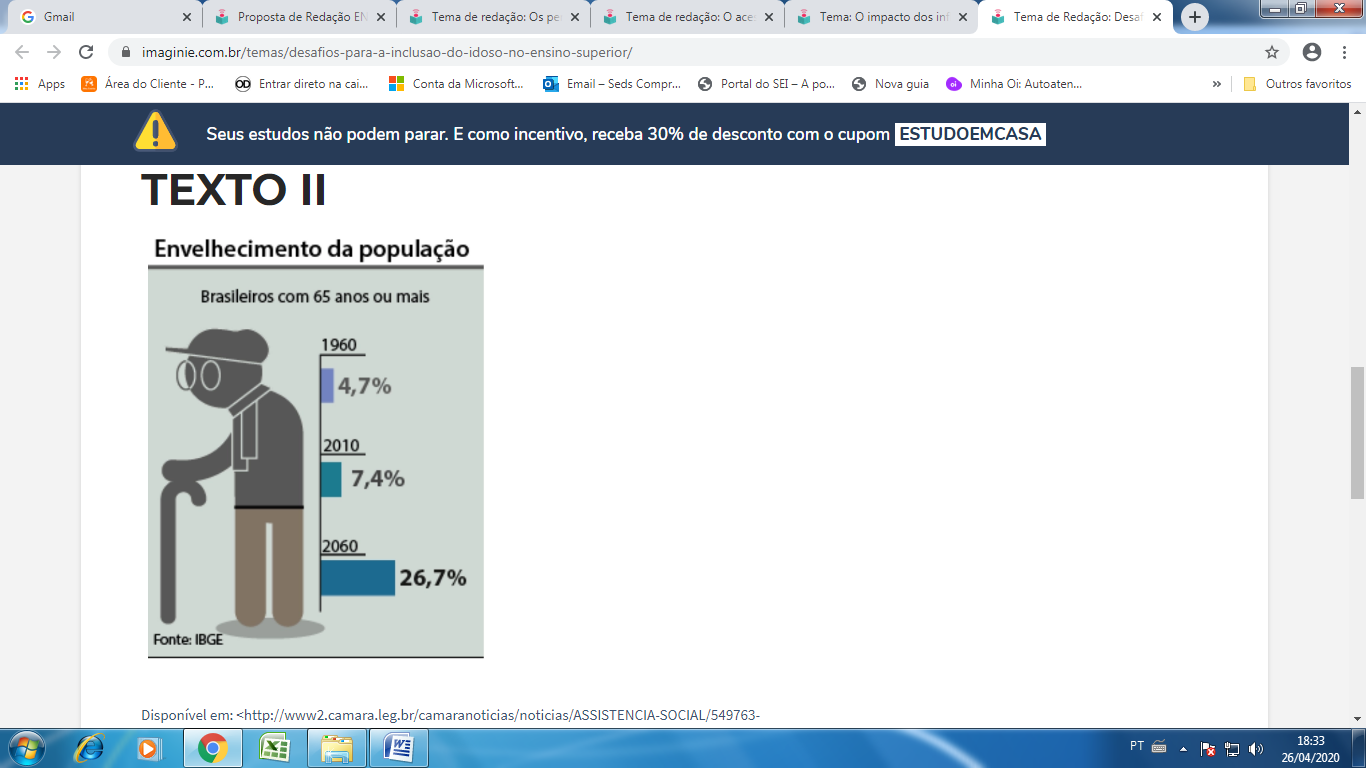 Gmail
Proposta de Redação EN
Tema de redação: Os pe
Tema de redação: O aces
Tema: O impacto dos inf
Tema de Redação: Desaf
imaginie.com.br/temas/desafios-para-a-inclusao-do-idoso-no-ensino-superior/
Apps
Área do Cliente - P...
Entrar direto na cai...
Conta da Microsoft...
Email – Seds Compr...
Portal do SEI – A po...
Nova guia
Minha Oi: Autoaten...
»
Outros favoritos
Seus estudos não podem parar. E como incentivo, receba 30% de desconto com o cupom ESTUDOEMCASA
TEXTO II
Envelhecimento da população
Brasileiros com 65 anos ou mais
1960
4,7%
2010
7,4%
2060
26,7%
Fonte: IBGE
Disponível em: <http://www2.camara.leg.br/camaranoticias/noticias/ASSISTENCIA-SOCIAL/549763-
PT
18:33
26/04/2020